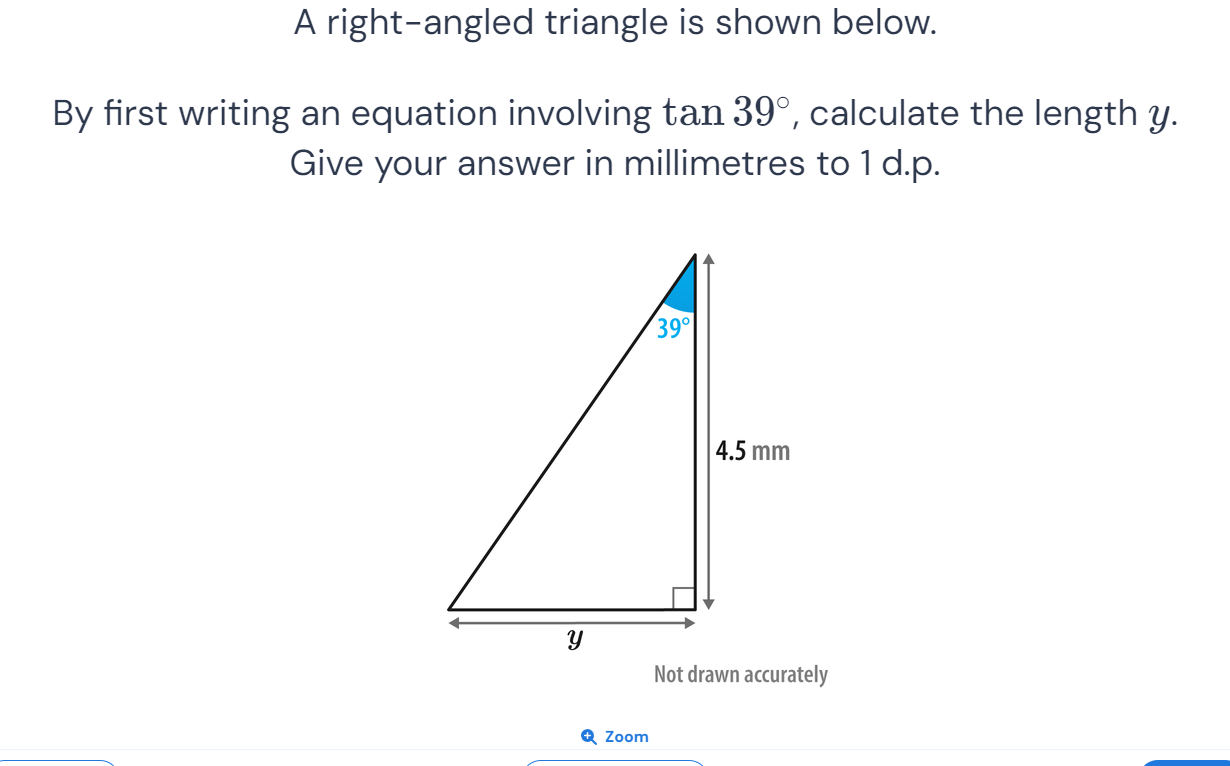 A right-angled triangle is shown below.
By first writing an equation involving tan 39°, calculate the length y.
Give your answer in millimetres to 1 d.p.
39°
4.5 mm
y
Not drawn accurately
Zoom